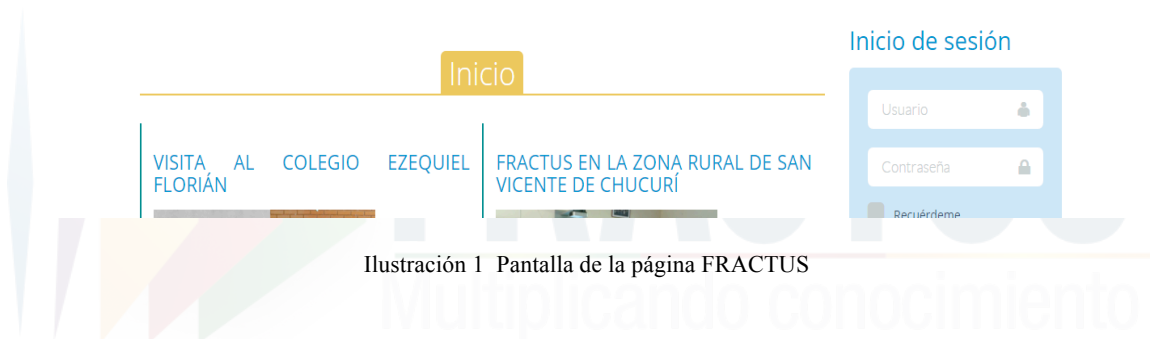 Inicio de sesión
Inicio
Usuario
VISITA AL COLEGIO EZEQUIEL
FLORIÁN
FRACTUS EN LA ZONA RURAL DE SAN
VICENTE DE CHUCURÍ
Contraseña
Recuérdeme
FRACTUS
Ilustración 1 Pantalla de la página FRACTUS
Multiplicando conocimiento